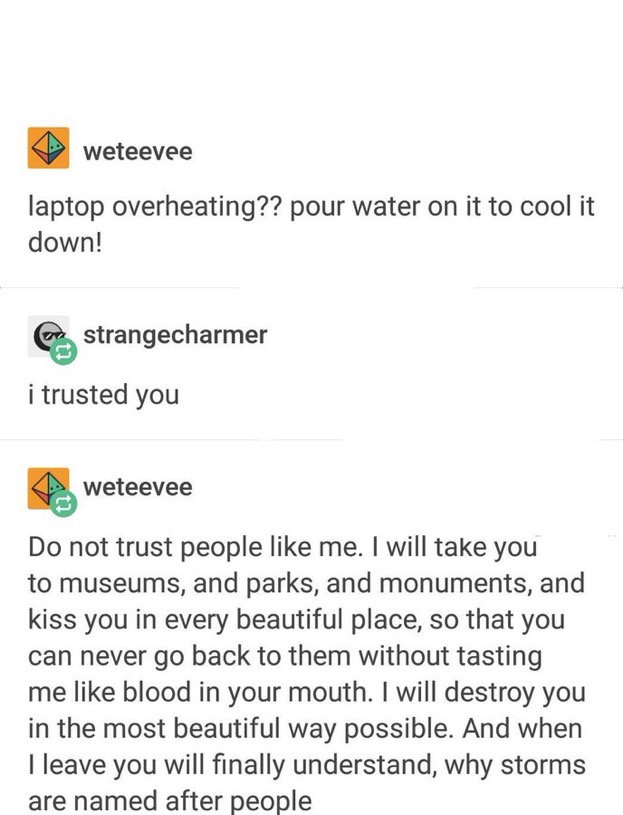 weteevee
laptop overheating?? pour water on it to cool it
down!
strangecharmer
i trusted you
weteevee
Do not trust people like me. I will take you
to museums, and parks, and monuments, and
kiss you in every beautiful place, so that you
can never go back to them without tasting
me like blood in your mouth. I will destroy you
in the most beautiful way possible. And when
I leave you will finally understand, why storms
are named after people